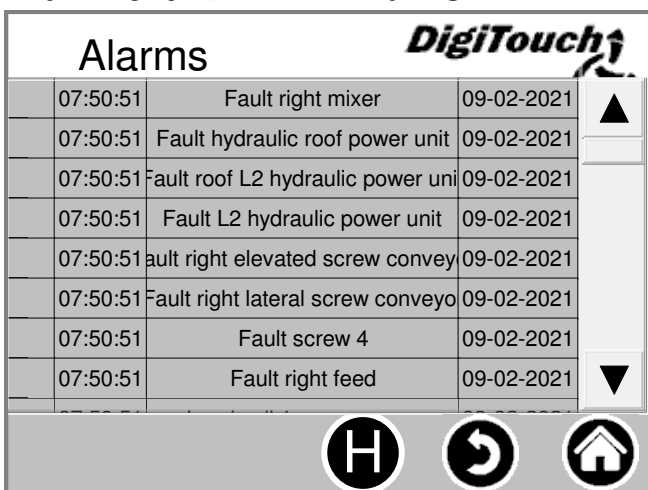 Alarms
DigiTouch
07:50:51 Fault right mixer 09-02-2021
07:50:51 Fault hydraulic roof power unit 09-02-2021
07:50:51 Fault roof L2 hydraulic power uni 09-02-2021
07:50:51 Fault L2 hydraulic power unit 09-02-2021
07:50:51 ault right elevated screw convey 09-02-2021
07:50:51 Fault right lateral screw conveyo 09-02-2021
07:50:51 Fault screw 4 09-02-2021
07:50:51 Fault right feed 09-02-2021
H